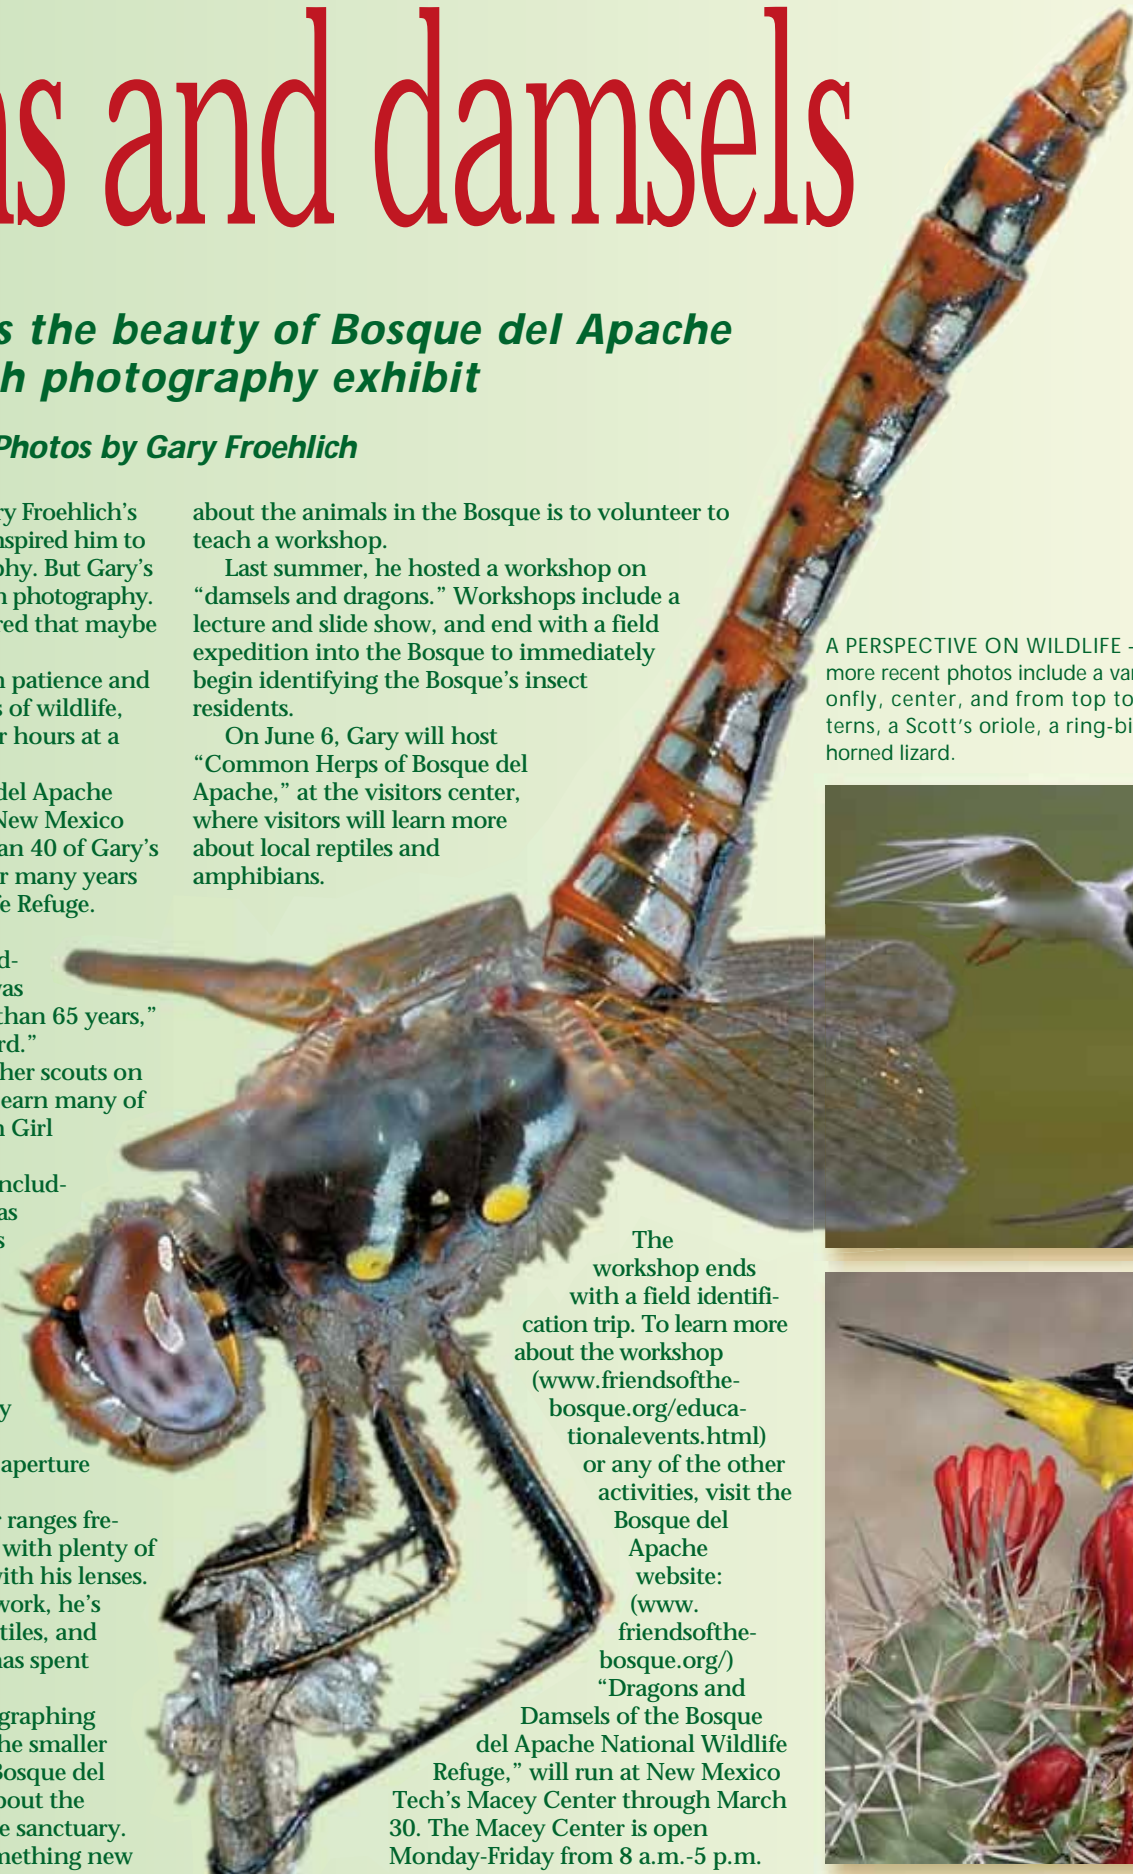 ns and damsels
s the beauty of Bosque del Apache
h photography exhibit
Photos by Gary Froehlich
ry Froehlich's
nspired him to
phy. But Gary's
n photography.
red that maybe
n patience and
s of wildlife,
r hours at a
del Apache
New Mexico
an 40 of Gary's
r many years
fe Refuge.
d-
vas
than 65 years,”
rd.”
her scouts on
earn many of
n Girl
nclud-
as
s
y
aperture
r ranges fre-
with plenty of
with his lenses.
work, he's
tiles, and
has spent
graphing
he smaller
Bosque del
bout the
e sanctuary.
mething new
about the animals in the Bosque is to volunteer to
teach a workshop.
Last summer, he hosted a workshop on
“damsels and dragons.” Workshops include a
lecture and slide show, and end with a field
expedition into the Bosque to immediately
begin identifying the Bosque's insect
residents.
On June 6, Gary will host
“Common Herps of Bosque del
Apache,” at the visitors center,
where visitors will learn more
about local reptiles and
amphibians.
The
workshop ends
with a field identifi-
cation trip. To learn more
about the workshop
(www.friendsofthe-
bosque.org/educa-
tionalevents.html)
or any of the other
activities, visit the
Bosque del
Apache
website:
(www.
friendsofthe-
bosque.org/)
“Dragons and
Damsels of the Bosque
del Apache National Wildlife
Refuge,” will run at New Mexico
Tech's Macey Center through March
30. The Macey Center is open
Monday-Friday from 8 a.m.-5 p.m.
A PERSPECTIVE ON WILDLIFE -
more recent photos include a var
onfly, center, and from top to
terns, a Scott's oriole, a ring-bi
horned lizard.